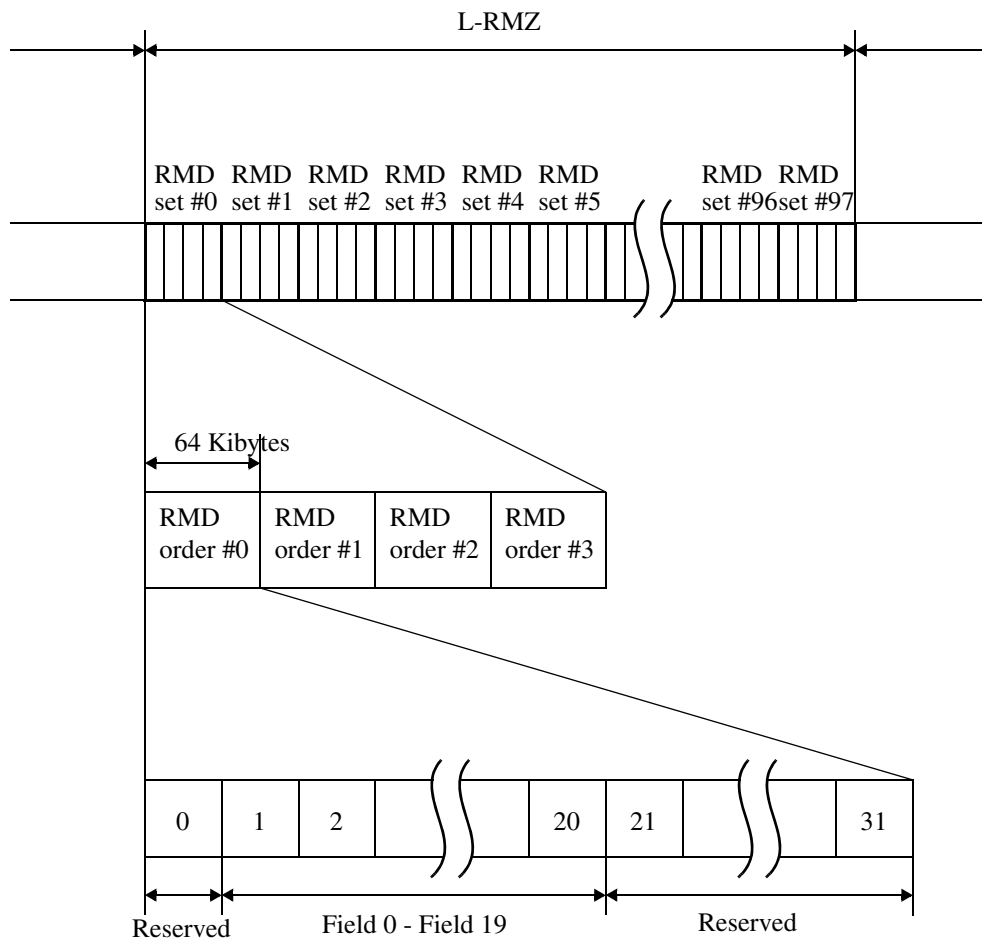 L-RMZ
RMD RMD RMD RMD RMD RMD RMD RMD
set #0 set #1 set #2 set #3 set #4 set #5 set #96 set #97
64 Kibytes
RMD RMD RMD RMD
order #0 order #1 order #2 order #3
0 1 2 20 21 31
Reserved Field 0 - Field 19 Reserved